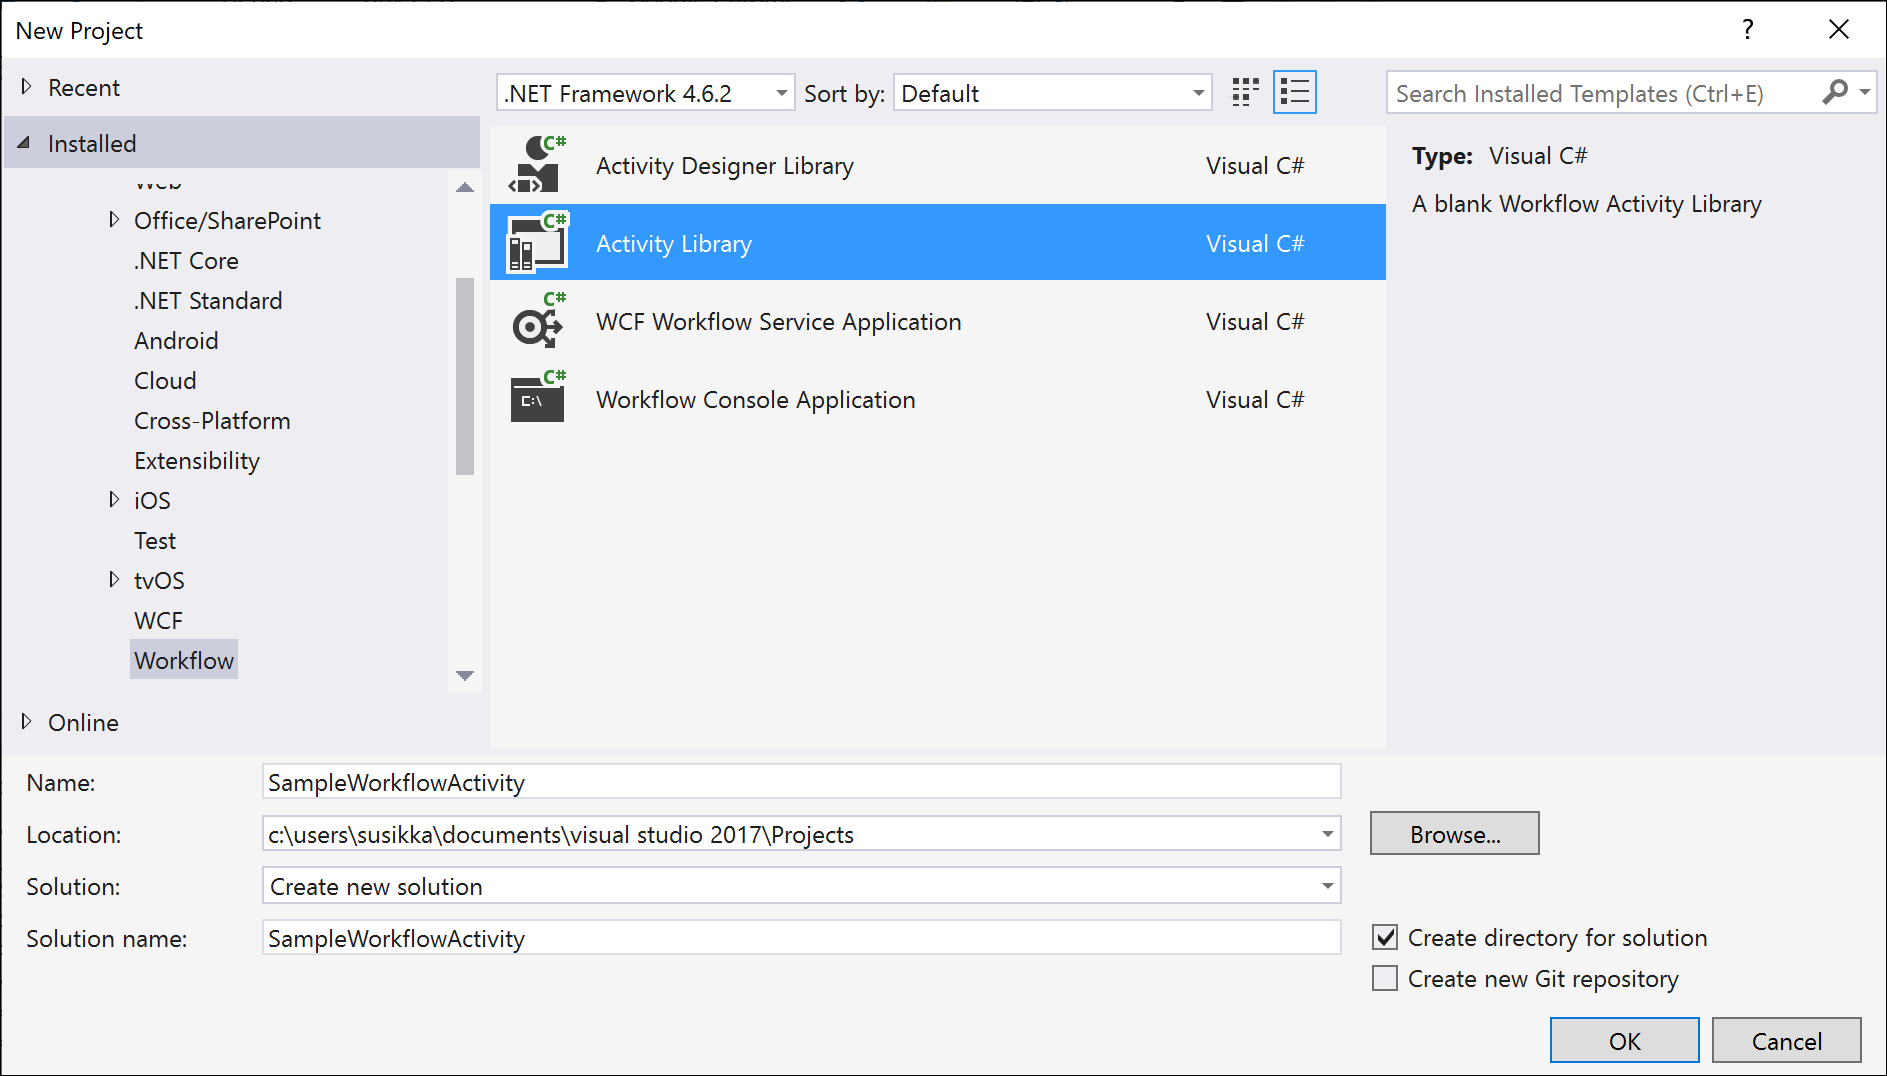 New Project
?
Recent
.NET Framework 4.6.2
Sort by:
Default
Search Installed Templates (Ctrl+E)
Installed
Web
Office/SharePoint
.NET Core
.NET Standard
Android
Cloud
Cross-Platform
Extensibility
iOS
Test
tvOS
WCF
Workflow
Online
C# Activity Designer Library Visual C#
C# Activity Library Visual C#
C# WCF Workflow Service Application Visual C#
C# C:\ Workflow Console Application Visual C#
Type: Visual C#
A blank Workflow Activity Library
Name: SampleWorkflowActivity
Location: c:\users\susikka\documents\visual studio 2017\Projects
Browse...
Solution: Create new solution
Solution name: SampleWorkflowActivity
Create directory for solution
Create new Git repository
OK
Cancel